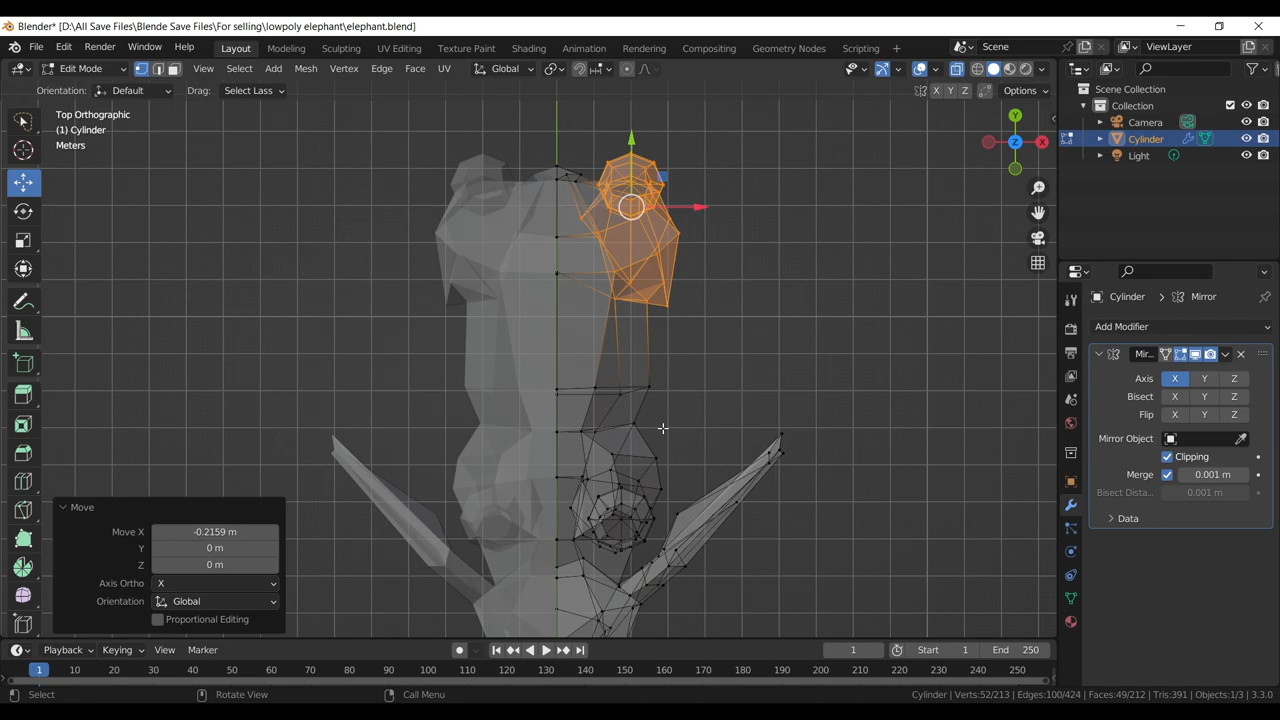 Blender* [D:\All Save Files\Blende Save Files\For selling\lowpoly elephant\elephant.blend]
File Edit Render Window Help Layout Modeling Sculpting UV Editing Texture Paint Shading Animation Rendering Compositing Geometry Nodes Scripting + Scene ViewLayer
Edit Mode View Select Add Mesh Vertex Edge Face UV Global
Orientation: Default Drag: Select Lass X Y Z Options
Scene Collection
Collection
Camera
Cylinder
Light
Top Orthographic
(1) Cylinder
Meters
Y
Z X
Cylinder Mirror
Add Modifier
Mir...
Axis X Y Z
Bisect X Y Z
Flip X Y Z
Mirror Object
Clipping
Merge 0.001 m
Bisect Dista... 0.001 m
Data
Move
Move X -0.2159 m
Y 0 m
Z 0 m
Axis Ortho X
Orientation Global
Proportional Editing
Playback Keying View Marker 1 Start 1 End 250
1 10 20 30 40 50 60 70 80 90 100 110 120 130 140 150 160 170 180 190 200 210 220 230 240 250
Select Rotate View Call Menu Cylinder | Verts:52/213 | Edges:100/424 | Faces:49/212 | Tris:391 | Objects:1/3 | 3.3.0